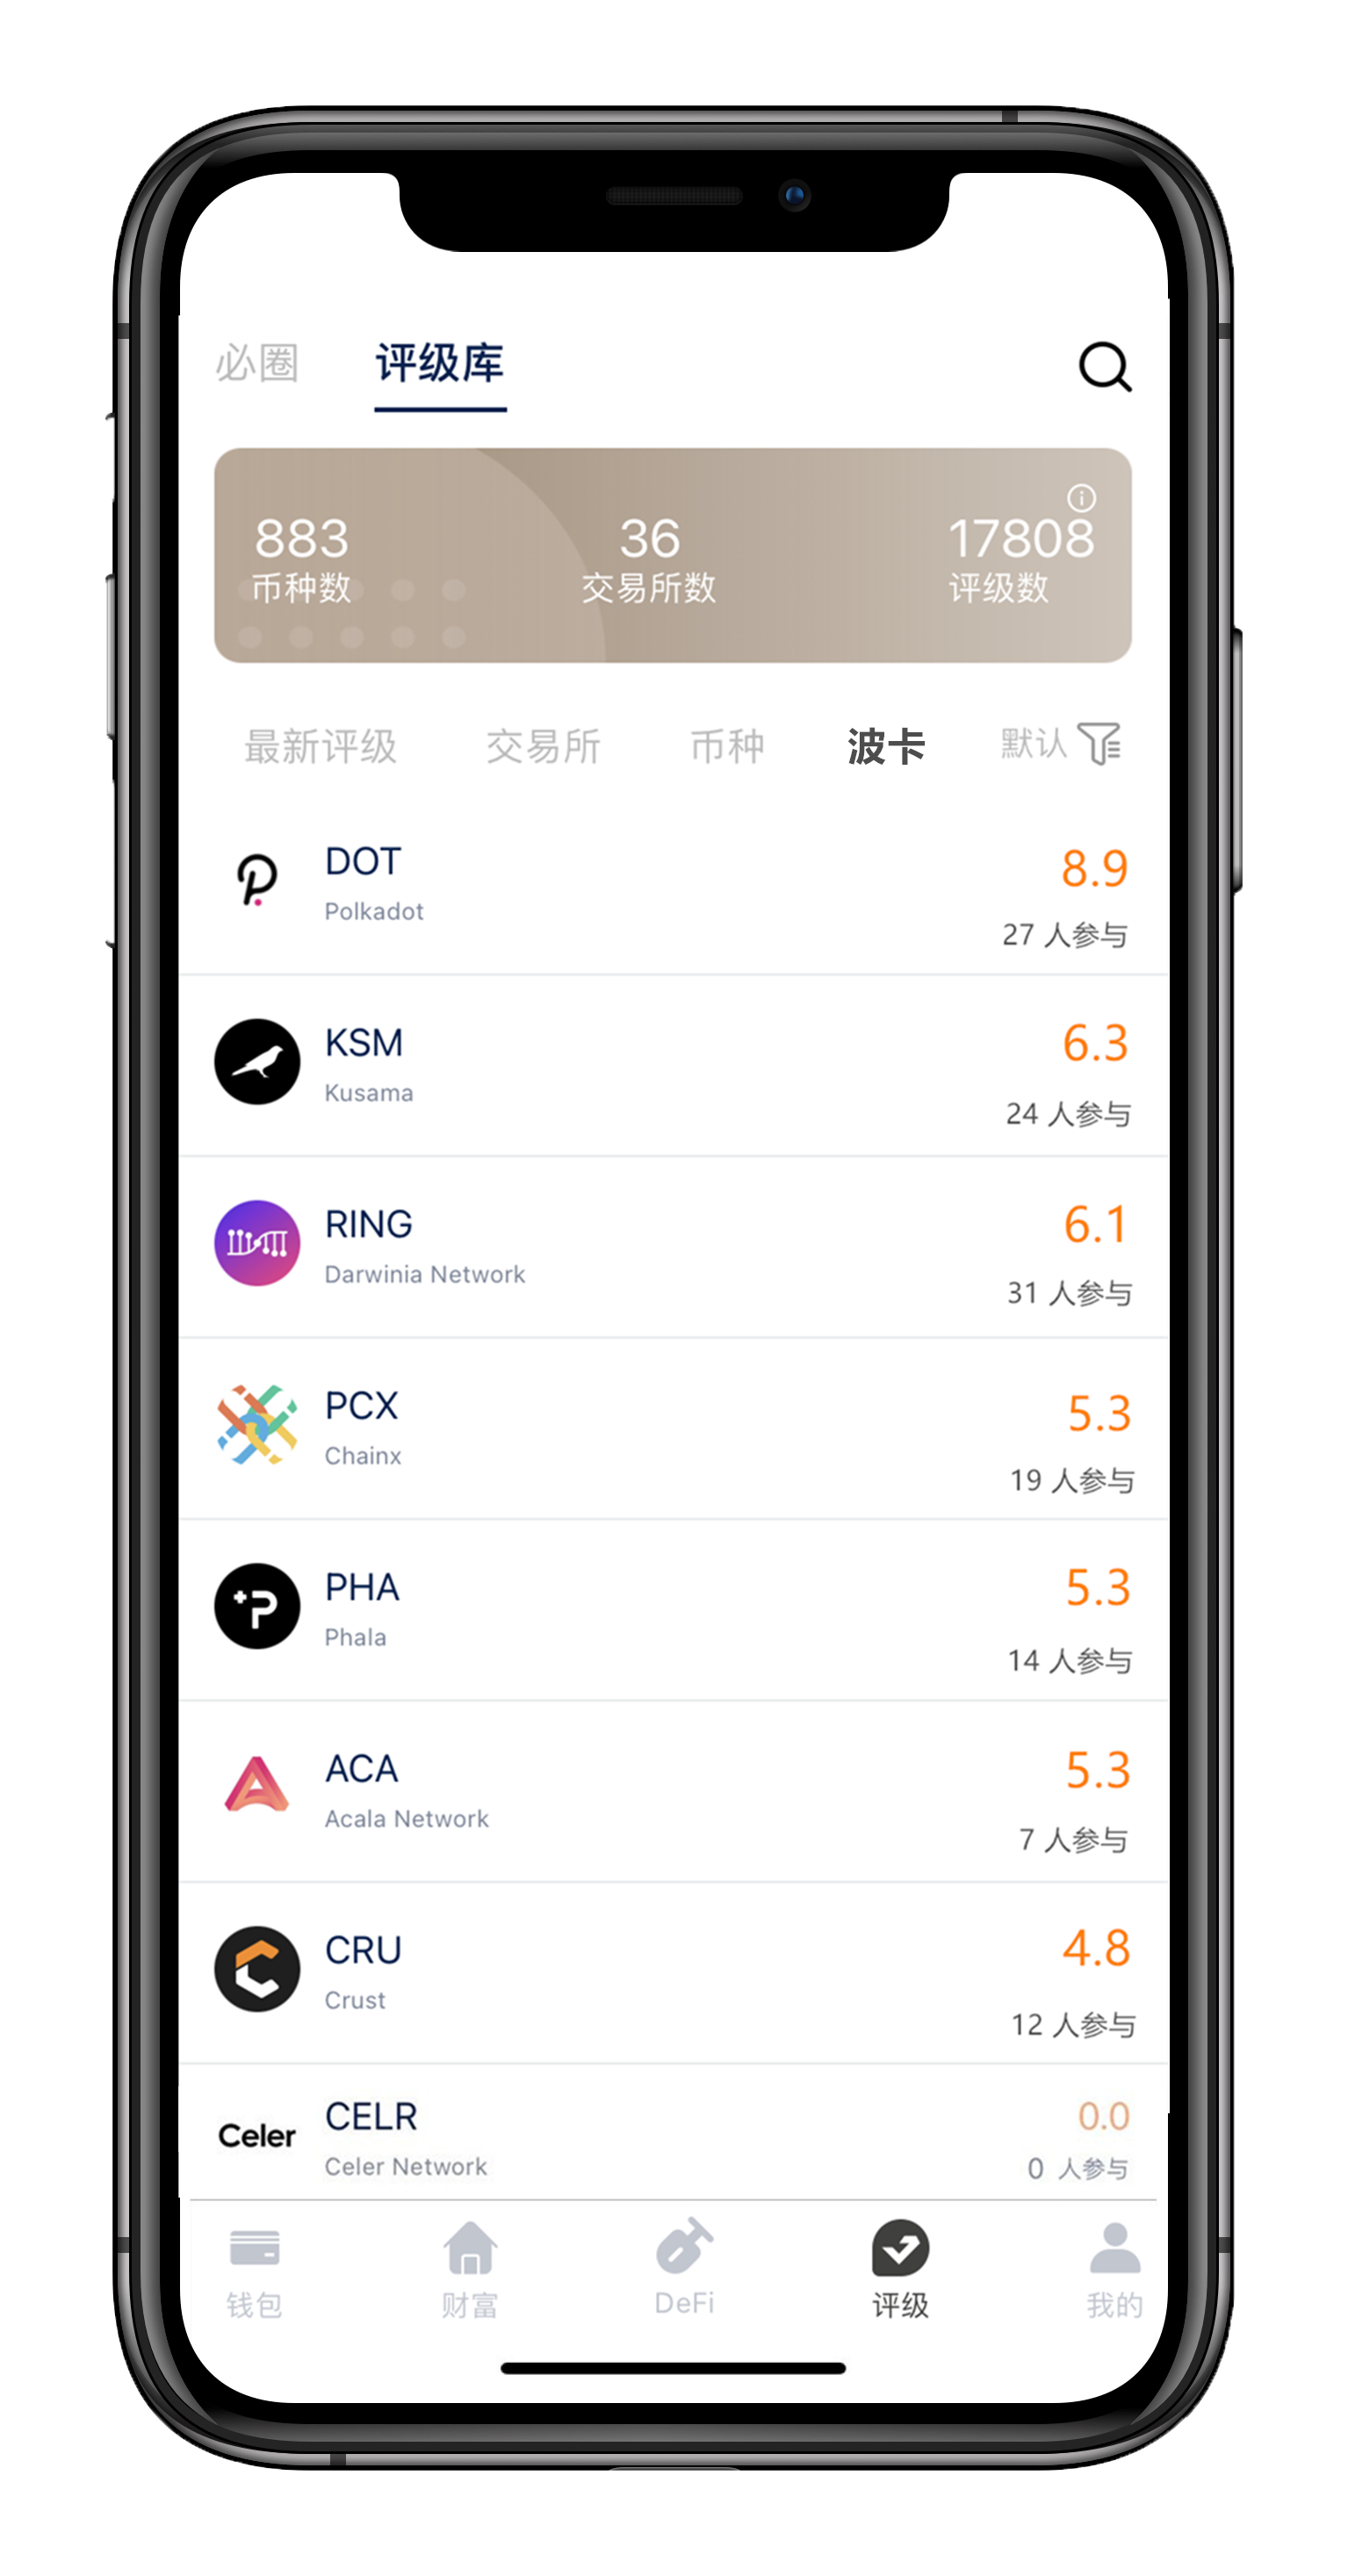 必圈 评级库
883 36 17808
币种数 交易所数 评级数
最新评级 交易所 币种 波卡 默认
DOT 8.9
Polkadot 27 人参与
KSM 6.3
Kusama 24 人参与
RING 6.1
Darwinia Network 31 人参与
PCX 5.3
Chainx 19 人参与
PHA 5.3
Phala 14 人参与
ACA 5.3
Acala Network 7 人参与
CRU 4.8
Crust 12 人参与
Celer CELR 0.0
Celer Network 0 人参与
钱包 财富 DeFi 评级 我的